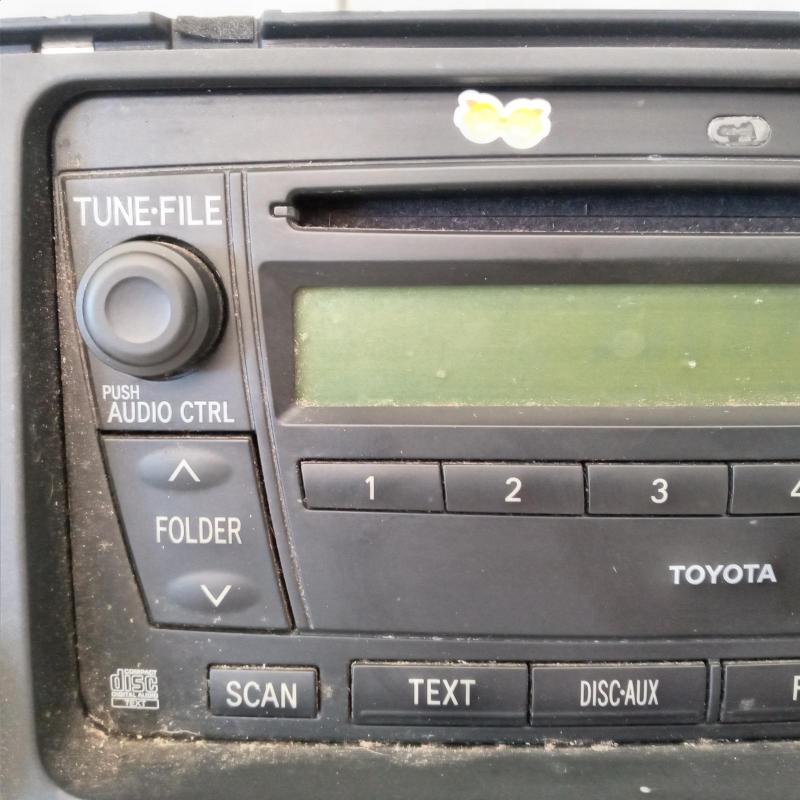 TUNE•FILE
PUSH
AUDIO CTRL
FOLDER
1 2 3 4
TOYOTA
COMPACT
disc
DIGITAL AUDIO
TEXT
SCAN TEXT DISC•AUX